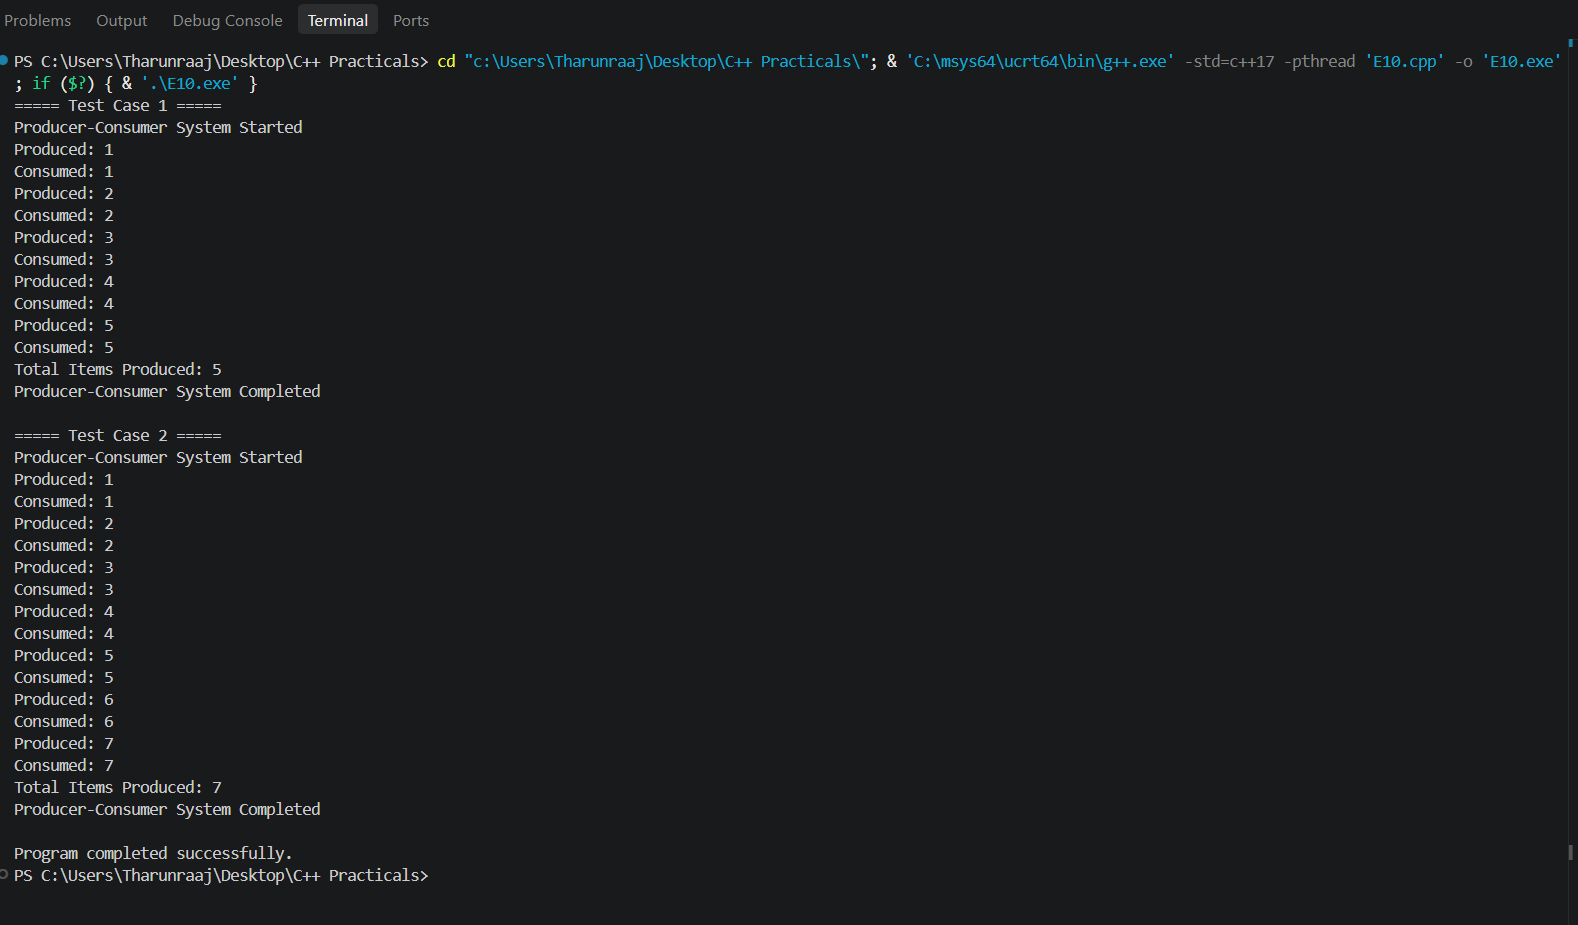 Problems Output Debug Console Terminal Ports
PS C:\Users\Tharunraaj\Desktop\C++ Practicals> cd "c:\Users\Tharunraaj\Desktop\C++ Practicals\"; & 'C:\msys64\ucrt64\bin\g++.exe' -std=c++17 -pthread 'E10.cpp' -o 'E10.exe'
; if ($?) { & '.\E10.exe' }
===== Test Case 1 =====
Producer-Consumer System Started
Produced: 1
Consumed: 1
Produced: 2
Consumed: 2
Produced: 3
Consumed: 3
Produced: 4
Consumed: 4
Produced: 5
Consumed: 5
Total Items Produced: 5
Producer-Consumer System Completed
===== Test Case 2 =====
Producer-Consumer System Started
Produced: 1
Consumed: 1
Produced: 2
Consumed: 2
Produced: 3
Consumed: 3
Produced: 4
Consumed: 4
Produced: 5
Consumed: 5
Produced: 6
Consumed: 6
Produced: 7
Consumed: 7
Total Items Produced: 7
Producer-Consumer System Completed
Program completed successfully.
PS C:\Users\Tharunraaj\Desktop\C++ Practicals>